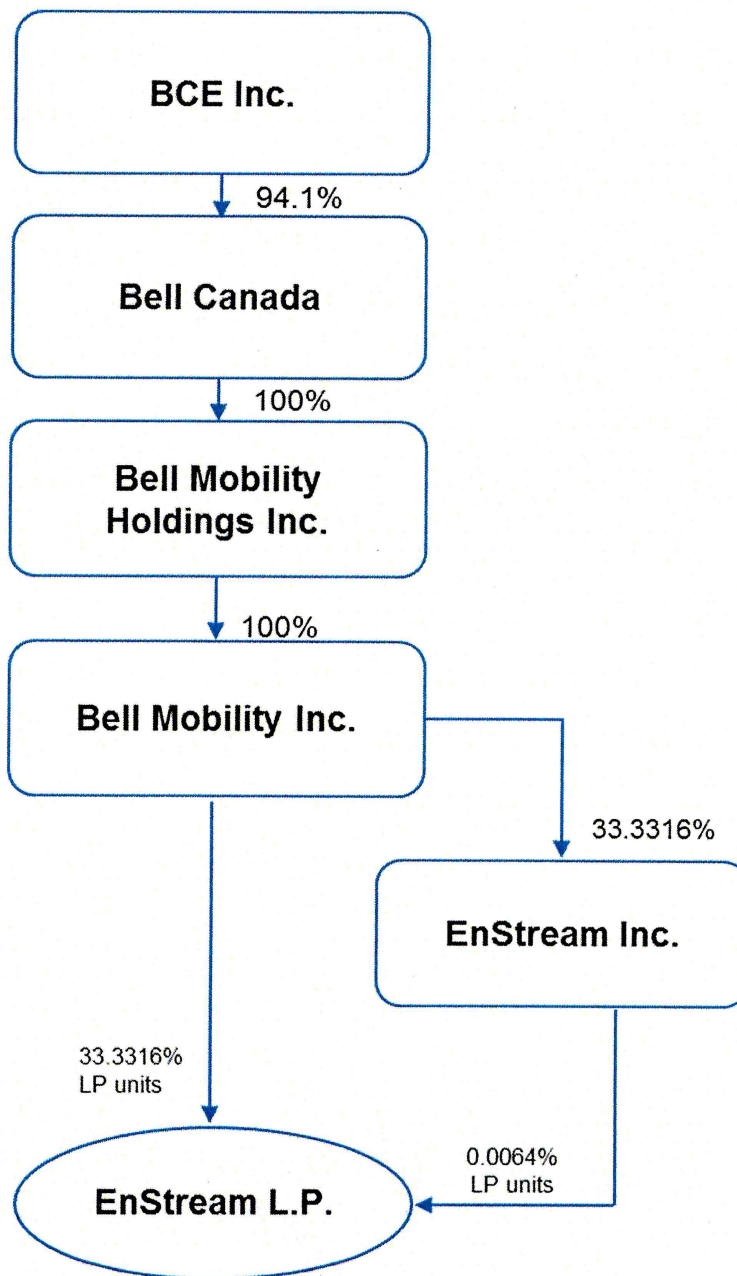 BCE Inc.
94.1%
Bell Canada
100%
Bell Mobility
Holdings Inc.
100%
Bell Mobility Inc.
33.3316%
EnStream Inc.
33.3316%
LP units
0.0064%
LP units
EnStream L.P.